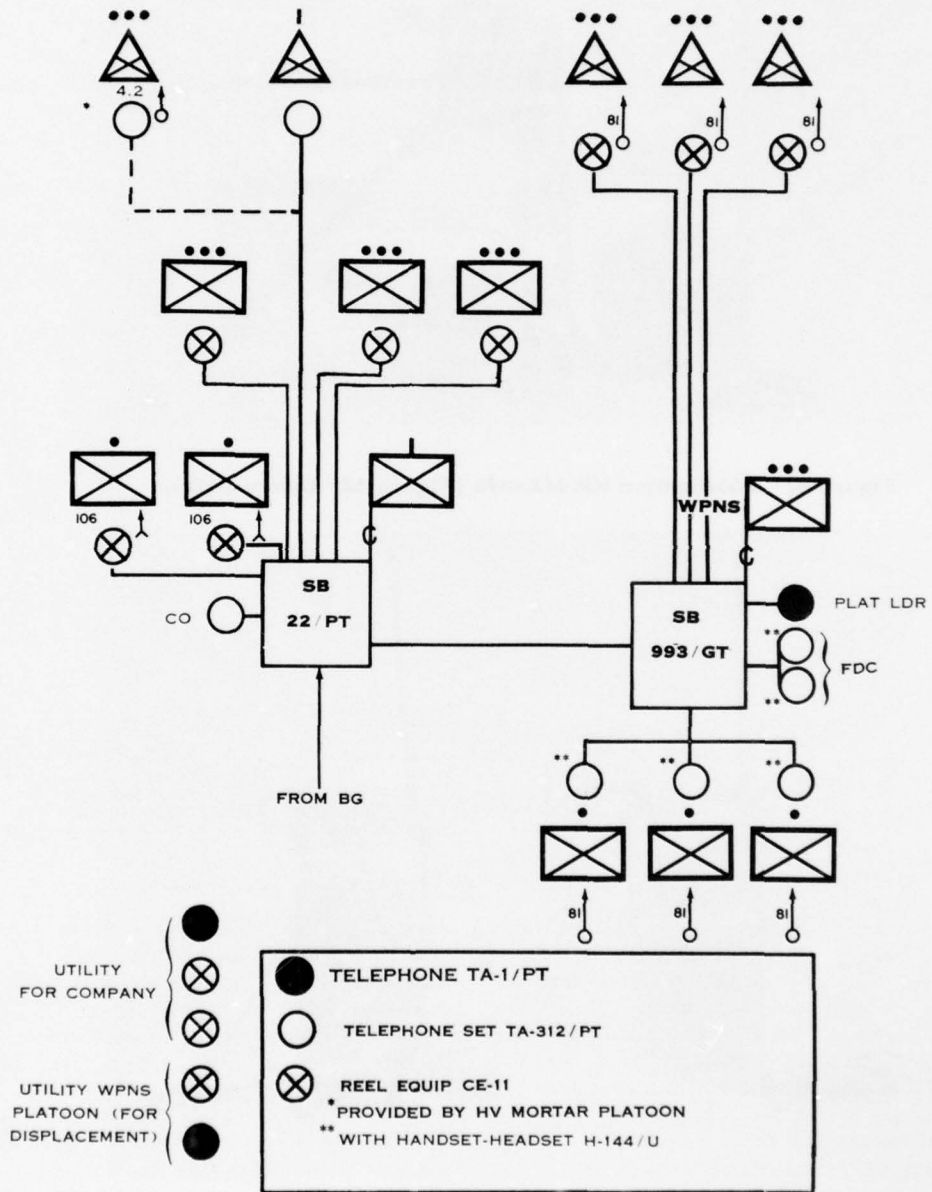 4.2
*
81
81
81
106
106
WPNS
SB
22/PT
CO
SB
993/GT
PLAT LDR
**
**
FDC
FROM BG
**
**
**
81
81
81
UTILITY
FOR COMPANY
UTILITY WPNS
PLATOON (FOR
DISPLACEMENT)
TELEPHONE TA-1/PT
TELEPHONE SET TA-312/PT
REEL EQUIP CE-11
*PROVIDED BY HV MORTAR PLATOON
** WITH HANDSET-HEADSET H-144/U